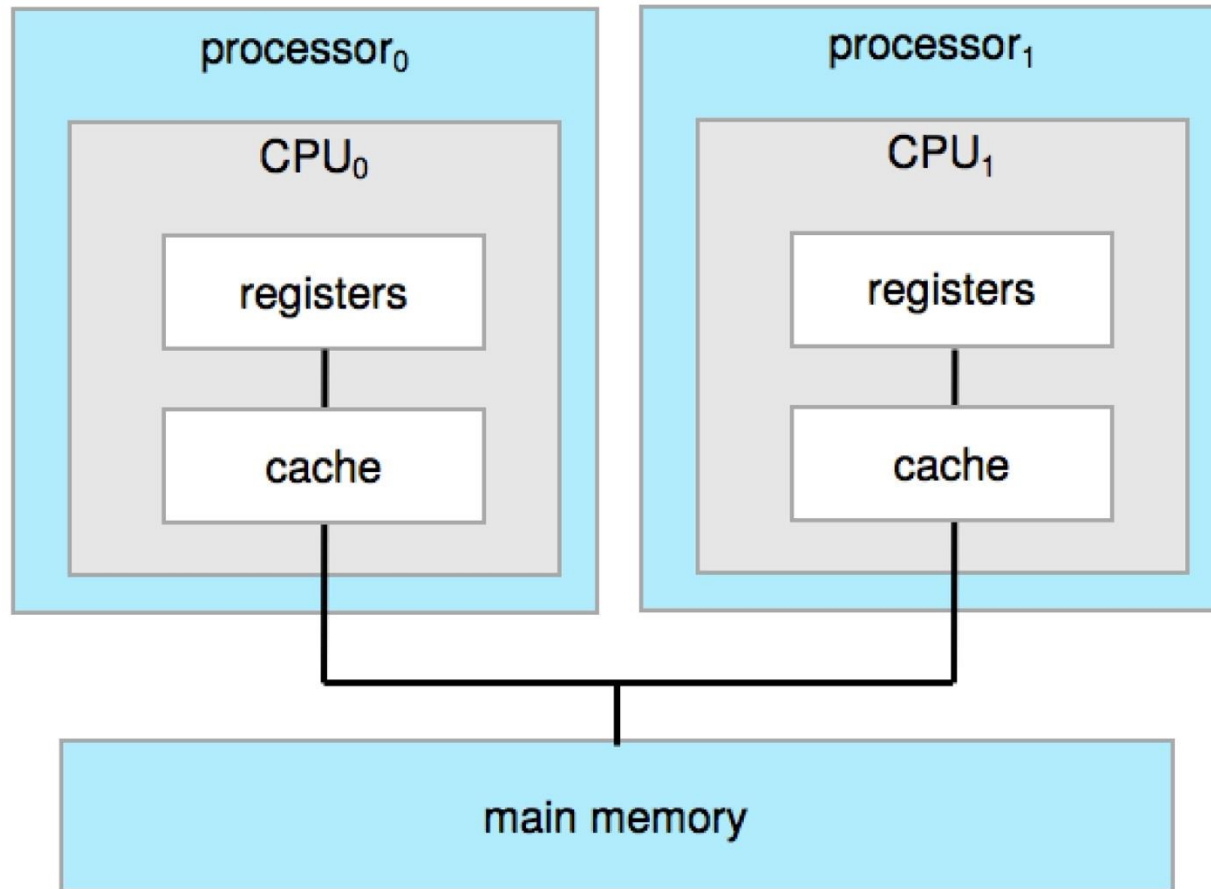 processor₀
processor₁
CPU₀
CPU₁
registers
registers
cache
cache
main memory